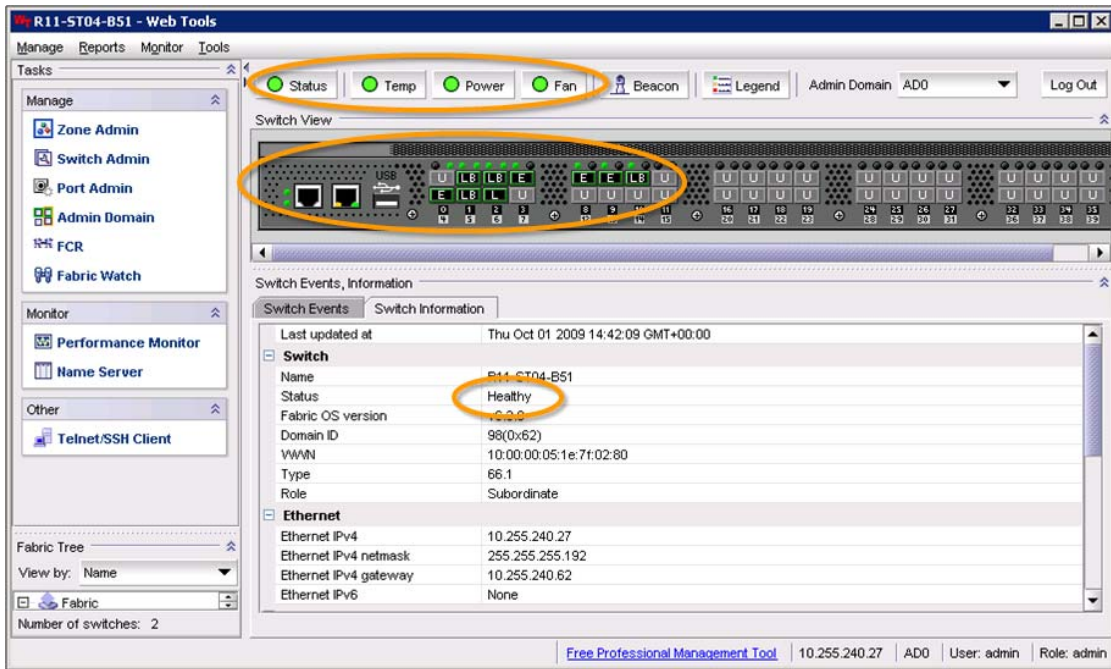 R11-ST04-B51 - Web Tools
Manage Reports Monitor Tools
Tasks
Manage
Zone Admin
Switch Admin
Port Admin
Admin Domain
FCR
Fabric Watch
Monitor
Performance Monitor
Name Server
Other
Telnet/SSH Client
Fabric Tree
View by: Name
Fabric
Number of switches: 2
Status Temp Power Fan Beacon Legend Admin Domain AD0 Log Out
Switch View
USB
U LB LB E E E LB U U U U U U U U U
E LB L U U U U U U U U U U U U U
0 1 2 3 8 9 10 11 16 17 18 19 24 25 26 27 32 33 34 35
4 5 6 7 12 13 14 15 20 21 22 23 28 29 30 31 36 37 38 39
Switch Events, Information
Switch Events Switch Information
Last updated at Thu Oct 01 2009 14:42:09 GMT+00:00
Switch
Name R11-ST04-B51
Status Healthy
Fabric OS version
Domain ID 98(0x62)
WWN 10:00:00:05:1e:7f:02:80
Type 66.1
Role Subordinate
Ethernet
Ethernet IPv4 10.255.240.27
Ethernet IPv4 netmask 255.255.255.192
Ethernet IPv4 gateway 10.255.240.62
Ethernet IPv6 None
Free Professional Management Tool 10.255.240.27 AD0 User: admin Role: admin